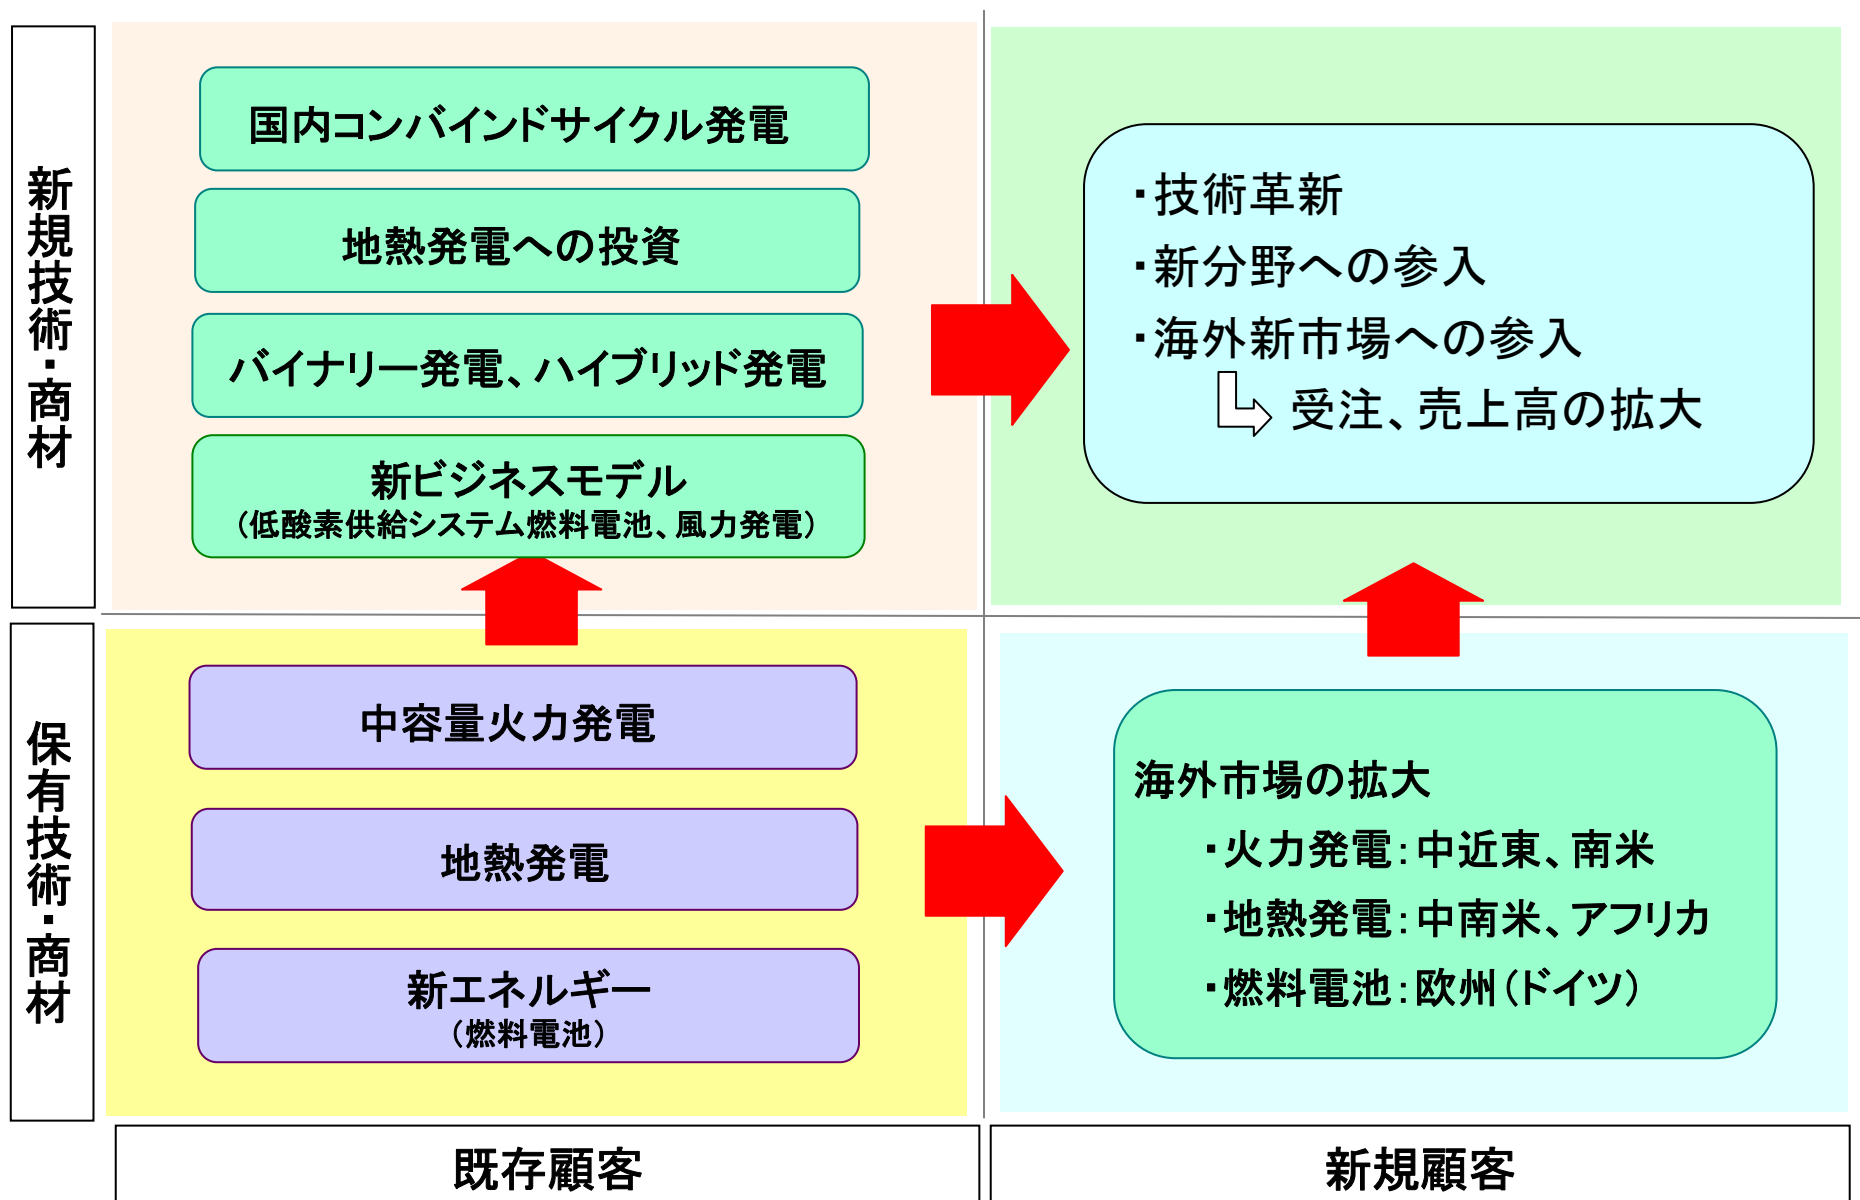 新規技術・商材
国内コンバインドサイクル発電
地熱発電への投資
バイナリー発電、ハイブリッド発電
新ビジネスモデル
（低酸素供給システム燃料電池、風力発電）
・技術革新
・新分野への参入
・海外新市場への参入
受注、売上高の拡大
保有技術・商材
中容量火力発電
地熱発電
新エネルギー
（燃料電池）
海外市場の拡大
・火力発電：中近東、南米
・地熱発電：中南米、アフリカ
・燃料電池：欧州（ドイツ）
既存顧客
新規顧客